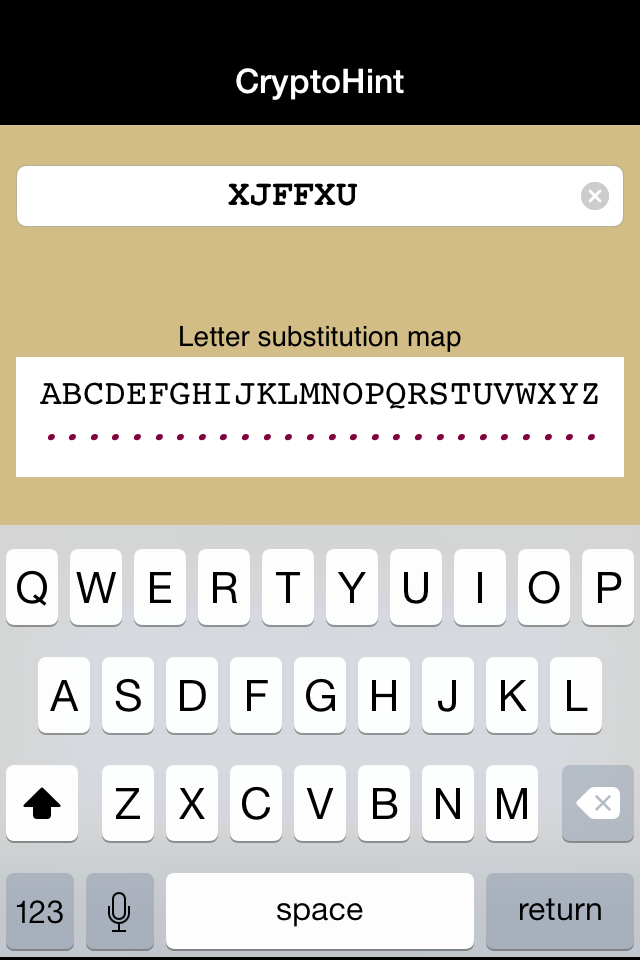 CryptoHint
XJFFXU
Letter substitution map
ABCDEFGHIJKLMNOPQRSTUVWXYZ
..........................
Q W E R T Y U I O P
A S D F G H J K L
Z X C V B N M
123 space return